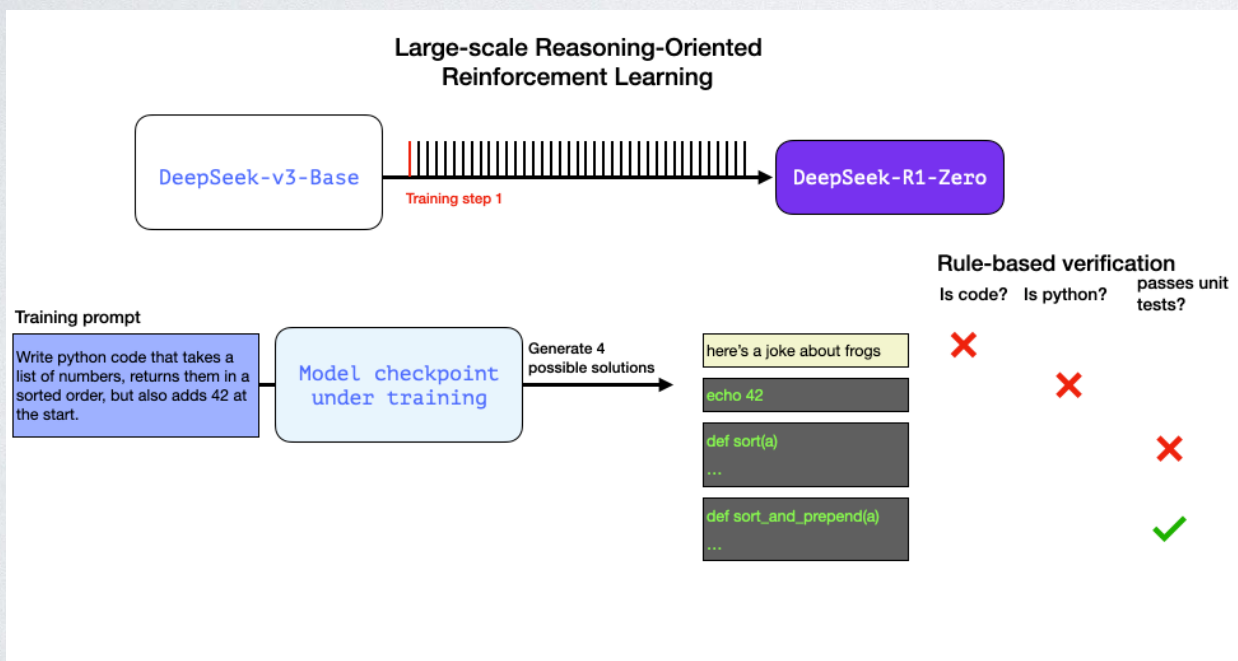 Large-scale Reasoning-Oriented
Reinforcement Learning
DeepSeek-v3-Base
Training step 1
DeepSeek-R1-Zero
Rule-based verification
Is code?
Is python?
passes unit
tests?
Training prompt
Write python code that takes a
list of numbers, returns them in a
sorted order, but also adds 42 at
the start.
Model checkpoint
under training
Generate 4
possible solutions
here's a joke about frogs
echo 42
def sort(a)
...
def sort_and_prepend(a)
...